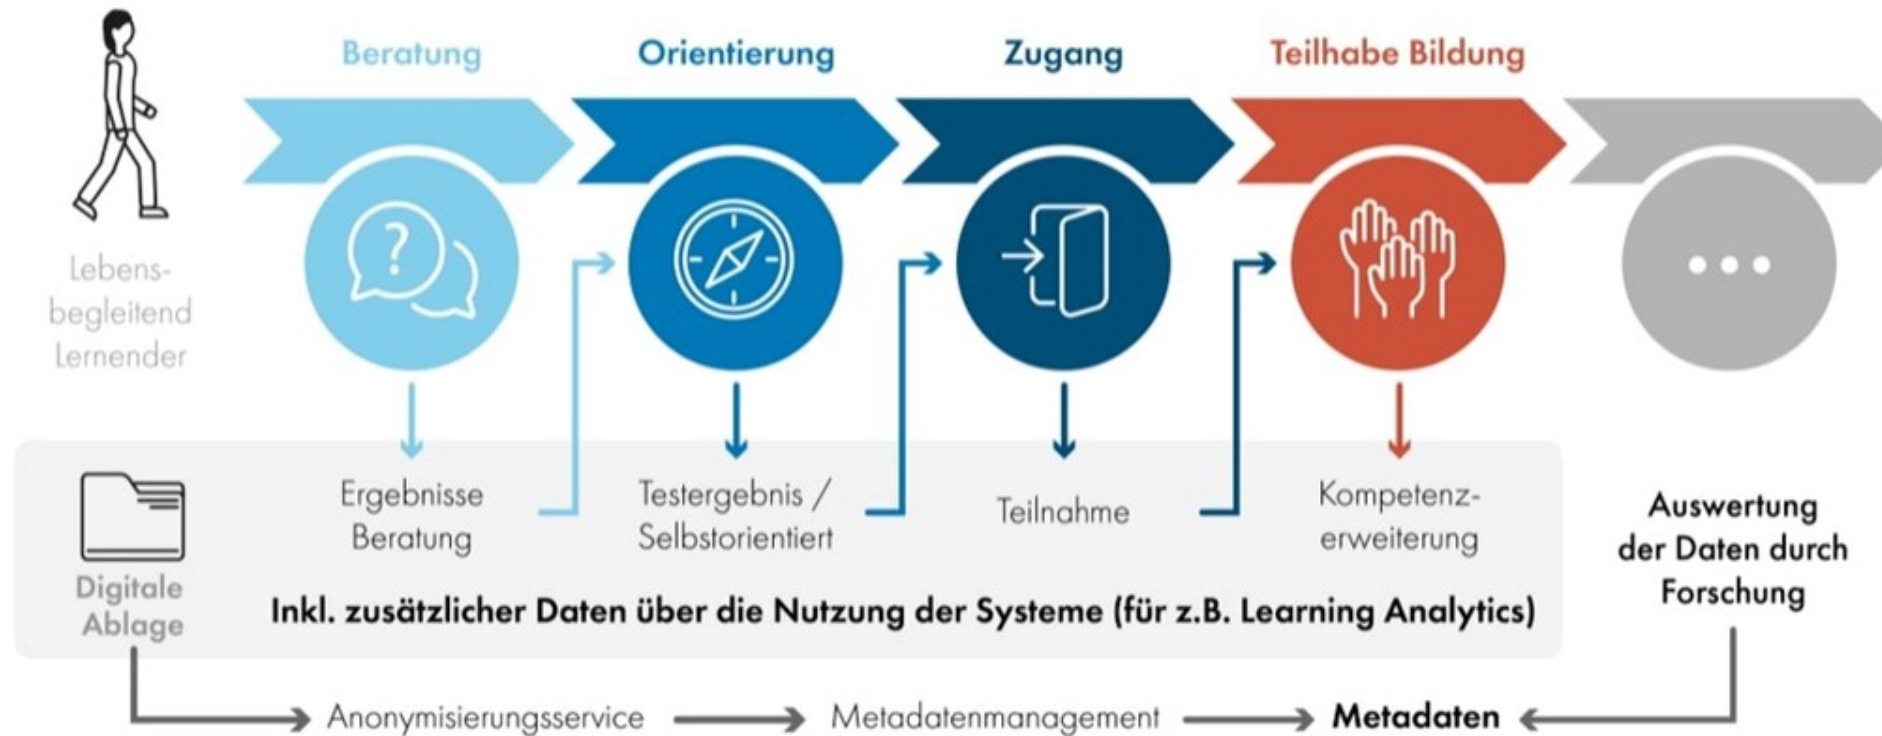 Beratung
Orientierung
Zugang
Teilhabe Bildung
?
Lebens-
begleitend
Lernender
Digitale
Ablage
Ergebnisse
Beratung
Testergebnis /
Selbstorientiert
Teilnahme
Kompetenz-
erweiterung
Inkl. zusätzlicher Daten über die Nutzung der Systeme (für z.B. Learning Analytics)
Auswertung
der Daten durch
Forschung
Anonymisierungsservice
Metadatenmanagement
Metadaten